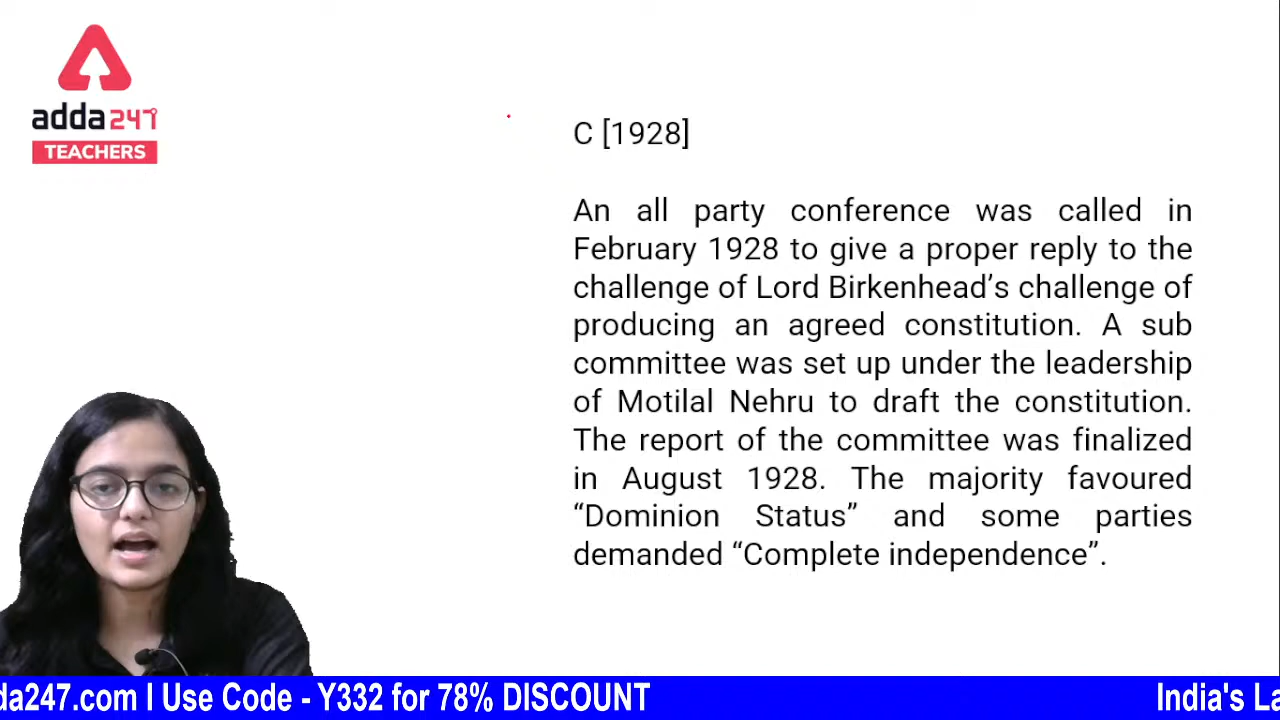 adda247
TEACHERS
C [1928]
An all party conference was called in
February 1928 to give a proper reply to the
challenge of Lord Birkenhead’s challenge of
producing an agreed constitution. A sub
committee was set up under the leadership
of Motilal Nehru to draft the constitution.
The report of the committee was finalized
in August 1928. The majority favoured
“Dominion Status” and some parties
demanded “Complete independence”.
da247.com I Use Code - Y332 for 78% DISCOUNT India's La